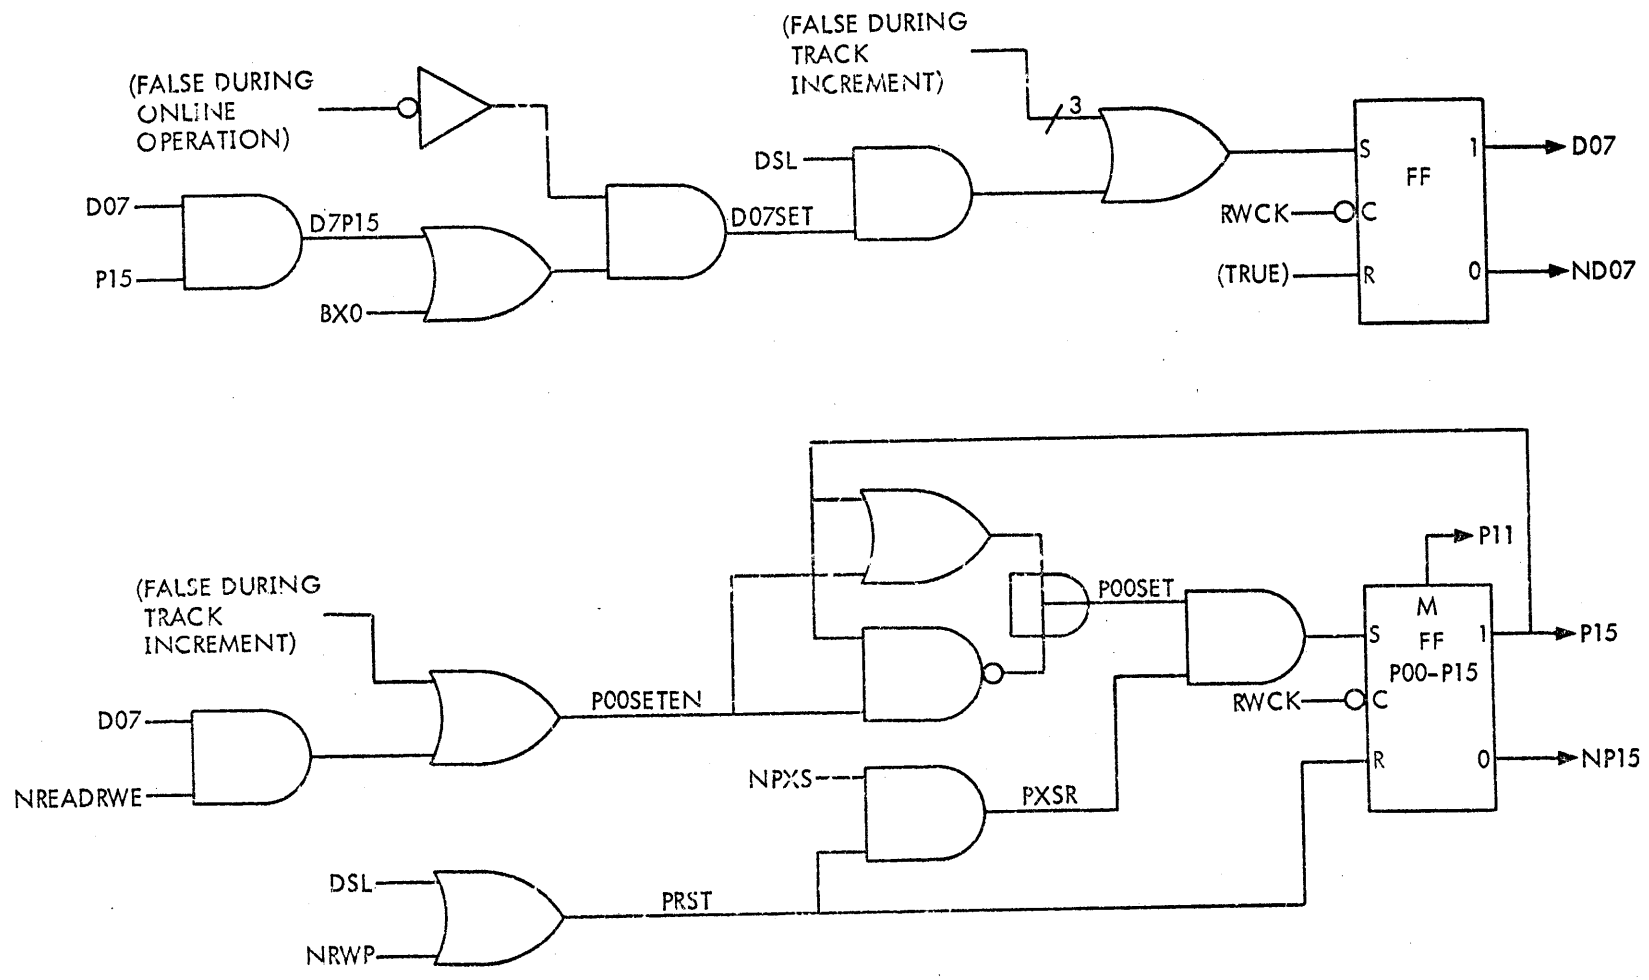 (FALSE DURING
TRACK
INCREMENT)
(FALSE DURING
ONLINE
OPERATION)
3
DSL
D07
P15
D7P15
BX0
D07SET
S
1
D07
FF
RWCK
C
(TRUE)
R
0
ND07
P11
(FALSE DURING
TRACK
INCREMENT)
P00SET
M
S
FF
1
P15
P00-P15
P00SETEN
RWCK
C
D07
NREADRWE
NPXS
PXSR
R
0
NP15
DSL
PRST
NRWP